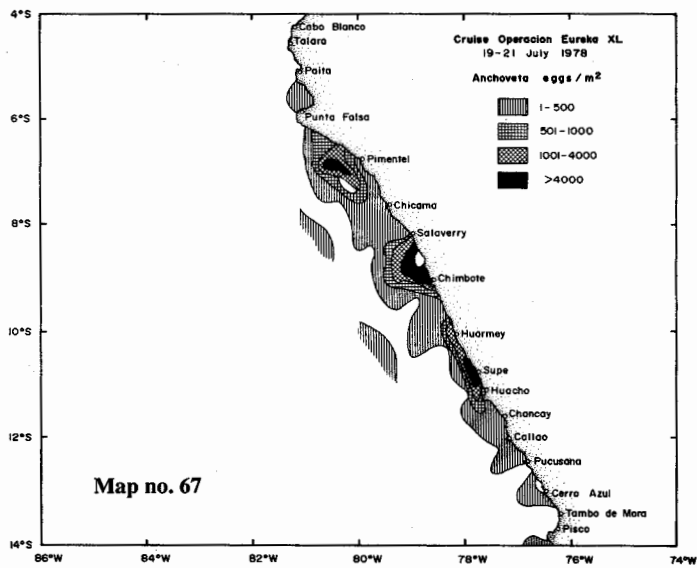 4°S
Cabo Blanco
Talara
Cruise Operacion Eureka XL
19-21 July 1978
Paita
Anchoveta eggs/m²
1-500
6°S
Punta Falsa
501-1000
1001-4000
Pimentel
>4000
Chicama
8°S
Salaverry
Chimbote
10°S
Huarmey
Supe
Huacho
Chancay
12°S
Callao
Pucusana
Map no. 67
Cerro Azul
Tambo de Mora
Pisco
14°S
86°W 84°W 82°W 80°W 78°W 76°W 74°W